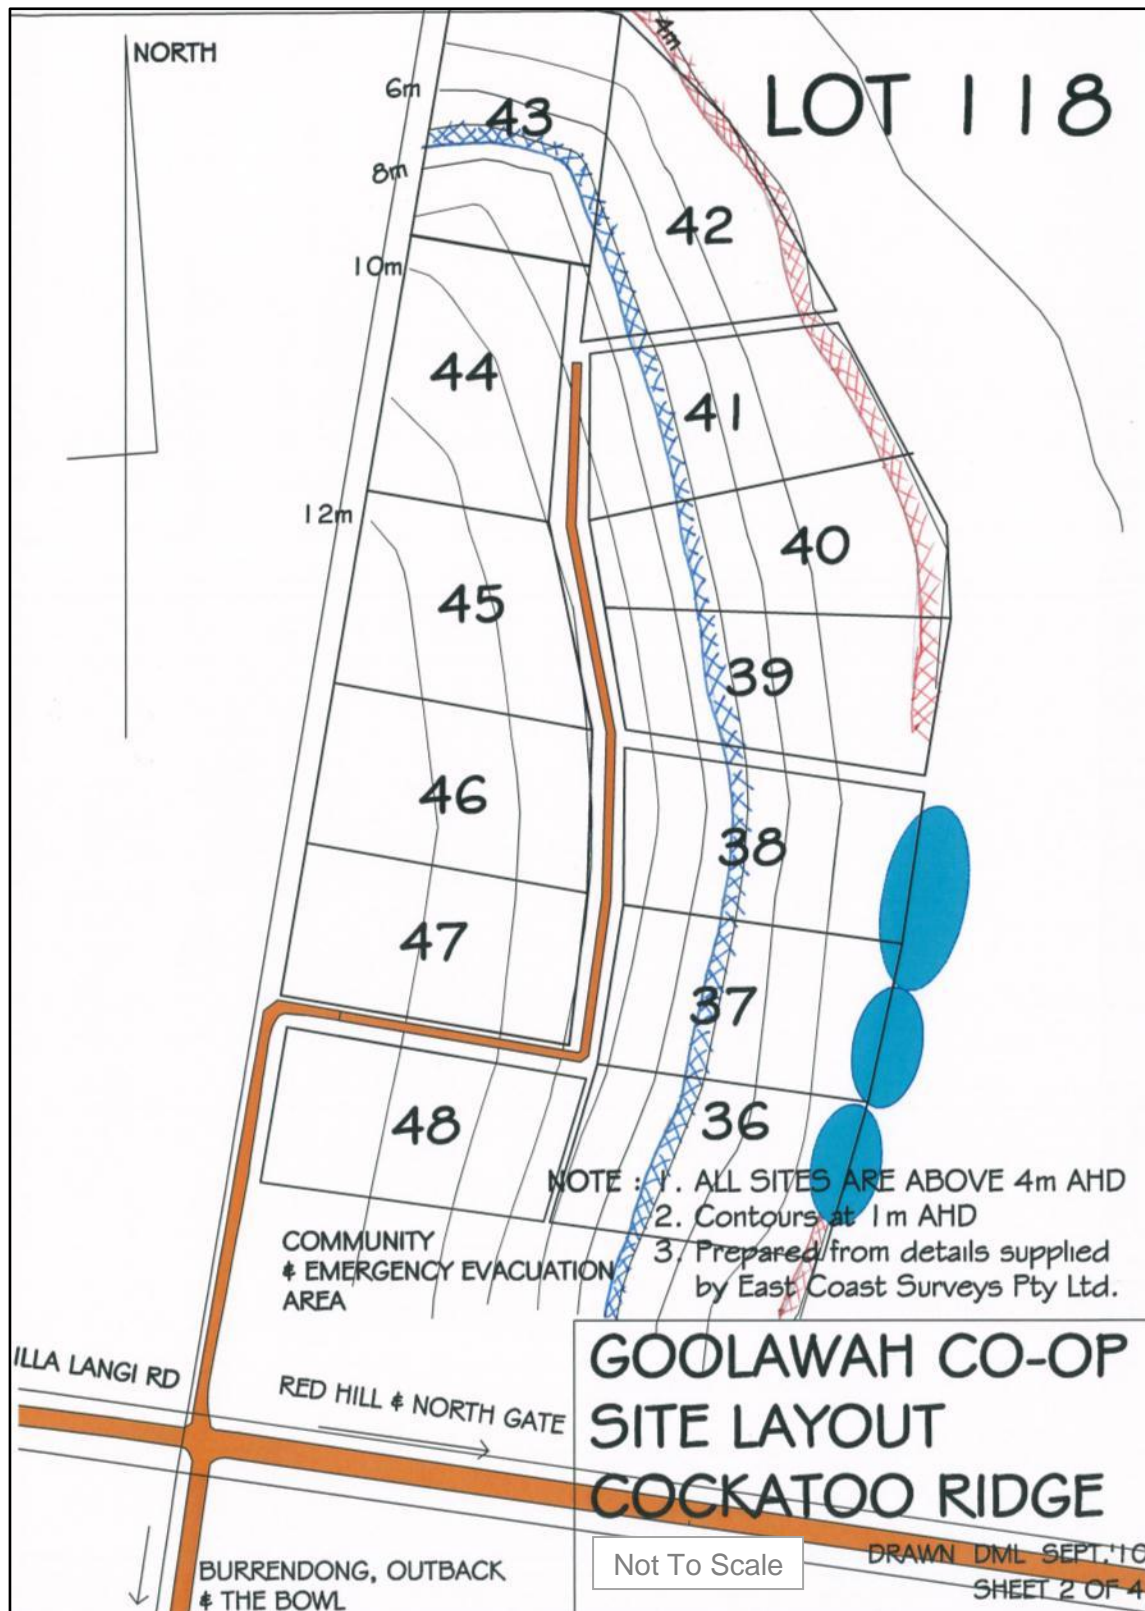 NORTH
4m
LOT 118
6m
43
8m
42
10m
44
41
12m
40
45
39
46
38
47
37
48
36
NOTE : 1. ALL SITES ARE ABOVE 4m AHD
2. Contours at 1m AHD
3. Prepared from details supplied
by East Coast Surveys Pty Ltd.
COMMUNITY
& EMERGENCY EVACUATION
AREA
ILLA LANGI RD
RED HILL & NORTH GATE
GOOLAWAH CO-OP
SITE LAYOUT
COCKATOO RIDGE
Not To Scale
DRAWN DML SEPT.'10
SHEET 2 OF 4
BURRENDONG, OUTBACK
& THE BOWL